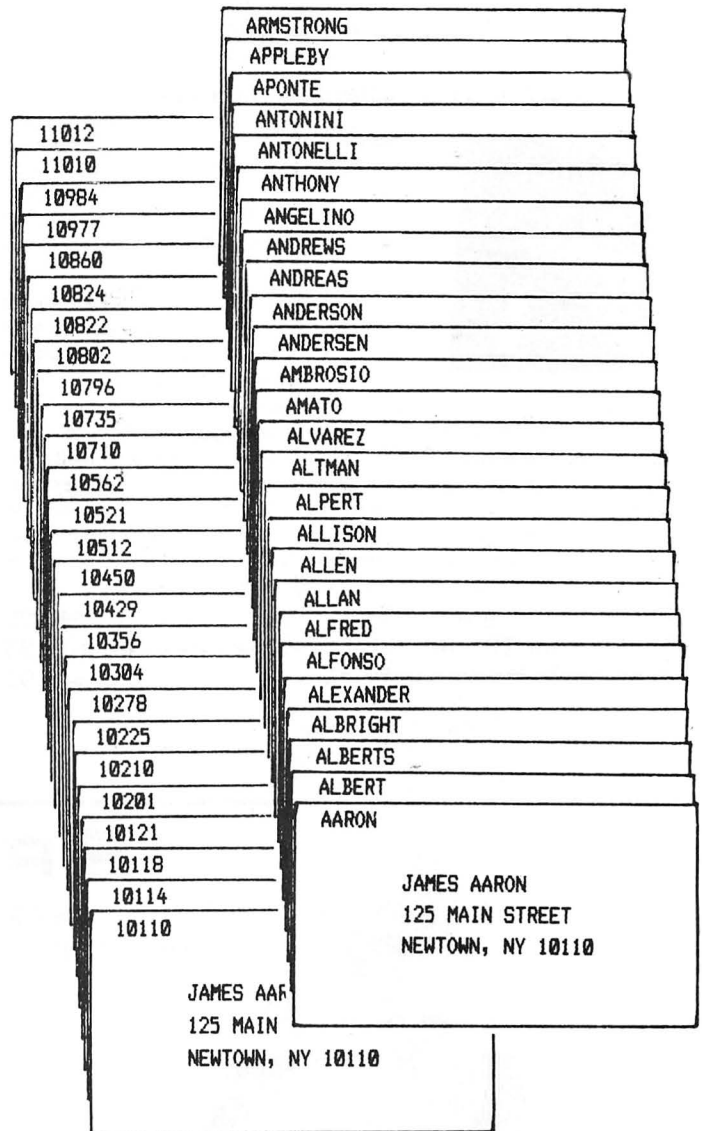 ARMSTRONG
APPLEBY
APONTE
ANTONINI
ANTONELLI
ANTHONY
ANGELINO
ANDREWS
ANDREAS
ANDERSON
ANDERSEN
AMBROSIO
AMATO
ALVAREZ
ALTMAN
ALPERT
ALLISON
ALLEN
ALLAN
ALFRED
ALFONSO
ALEXANDER
ALBRIGHT
ALBERTS
ALBERT
AARON
JAMES AARON
125 MAIN STREET
NEWTOWN, NY 10110
11012
11010
10984
10977
10860
10824
10822
10802
10796
10735
10710
10562
10521
10512
10450
10429
10356
10304
10278
10225
10210
10201
10121
10118
10114
10110
JAMES AAR
125 MAIN
NEWTOWN, NY 10110